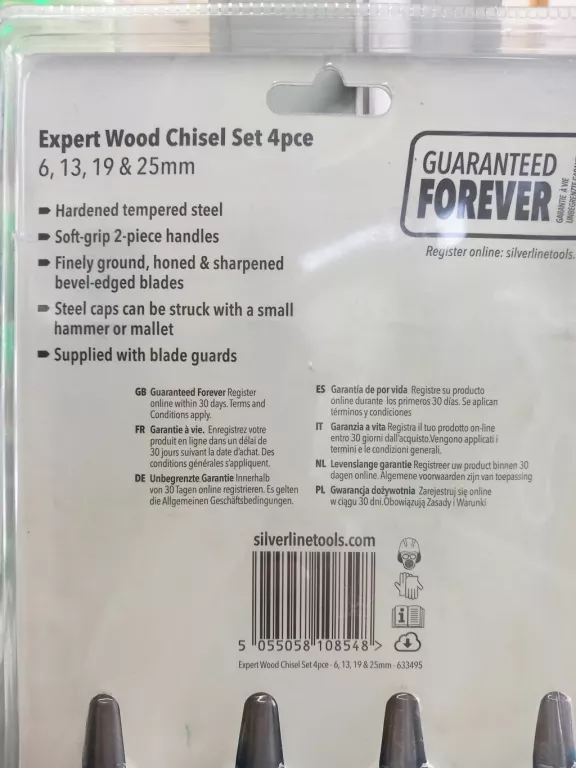 Expert Wood Chisel Set 4pce
6, 13, 19 & 25mm
Hardened tempered steel
Soft-grip 2-piece handles
Finely ground, honed & sharpened
bevel-edged blades
Steel caps can be struck with a small
hammer or mallet
Supplied with blade guards
GUARANTEED
FOREVER
GARANTIE À VIE
Register online: silverlinetools.
GB Guaranteed Forever Register
online within 30 days. Terms and
Conditions apply.
FR Garantie à vie. Enregistrez votre
produit en ligne dans un délai de
30 jours suivant la date d'achat. Des
conditions générales s'appliquent.
DE Unbegrenzte Garantie Innerhalb
von 30 Tagen online registrieren. Es gelten
die Allgemeinen Geschäftsbedingungen.
ES Garantía de por vida Registre su producto
online durante los primeros 30 días. Se aplican
términos y condiciones
IT Garanzia a vita Registra il tuo prodotto on-line
entro 30 giorni dall'acquisto.Vengono applicati i
termini e le condizioni generali.
NL Levenslange garantie Registreer uw product binnen 30
dagen online. Algemene voorwaarden zijn van toepassing
PL Gwarancja dożywotnia Zarejestruj się online
w ciągu 30 dni.Obowiązują Zasady i Warunki
silverlinetools.com
5 055058 108548 >
Expert Wood Chisel Set 4pce - 6, 13, 19 & 25mm - 633495